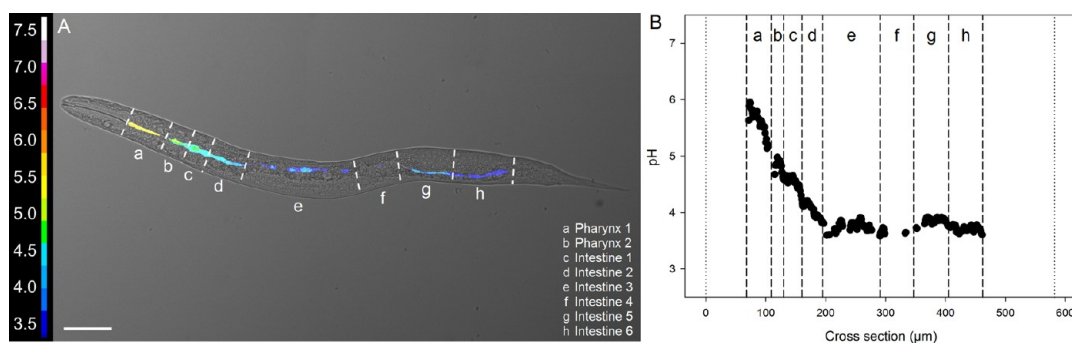 A
7.5
7.0
6.5
6.0
5.5
5.0
4.5
4.0
3.5
a
b
c
d
e
f
g
h
a Pharynx 1
b Pharynx 2
c Intestine 1
d Intestine 2
e Intestine 3
f Intestine 4
g Intestine 5
h Intestine 6
B
a b c d e f g h
7
6
5
4
3
pH
0 100 200 300 400 500 600
Cross section (µm)